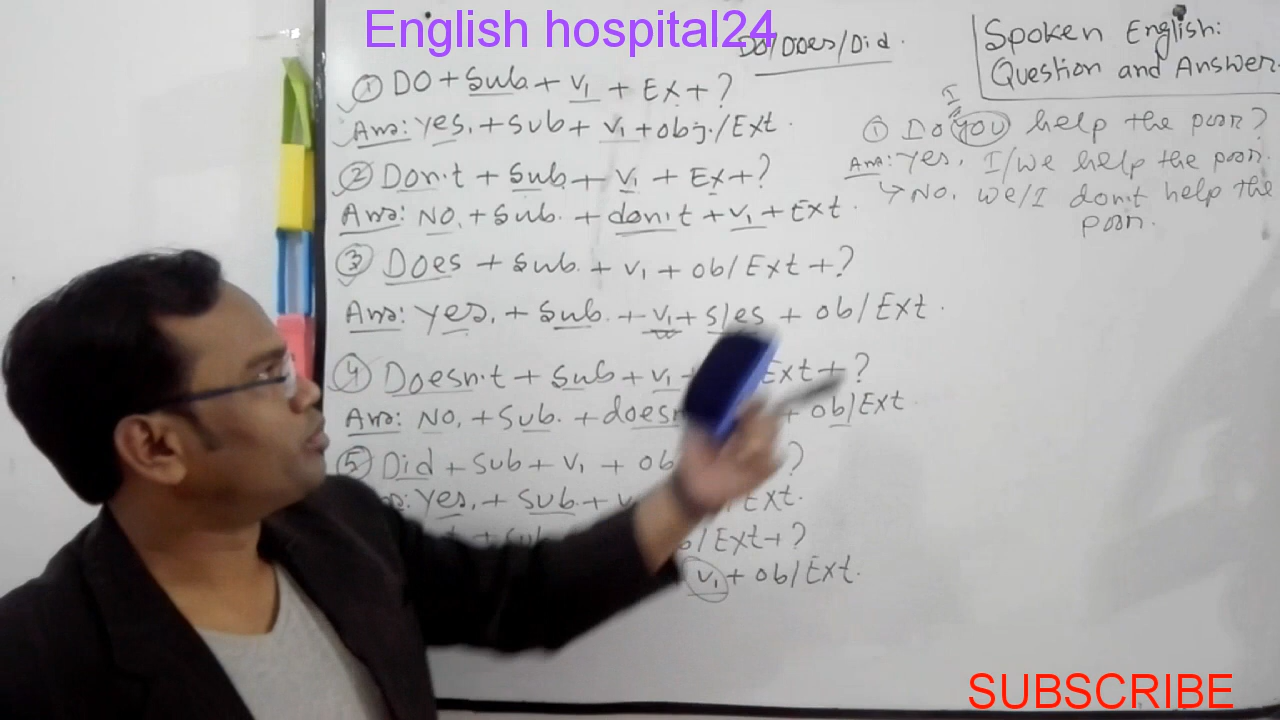 English hospital24
Do/Does/Did.
① DO + Sub + V1 + Ex + ?
Ans: Yes, + Sub + V1 + obj./Ext.
② Don't + Sub + V1 + Ex + ?
Ans: NO, + Sub. + don't + V1 + Ext.
③ Does + Sub. + V1 + ob/Ext + ?
Ans: Yes, + Sub. + V1 + s/es + ob/Ext.
④ Doesn't + Sub + V1 + Ext + ?
Ans: NO, + Sub. + does + ob/Ext
⑤ Did + Sub + V1 + ob ?
Yes, + Sub + Ext.
+ Sub /Ext + ?
V1 + ob/Ext.
Spoken English:
Question and Answer
I
① Do you help the poor?
Ans: Yes, I/we help the poor.
↳ No, we/I don't help the
poor.
SUBSCRIBE